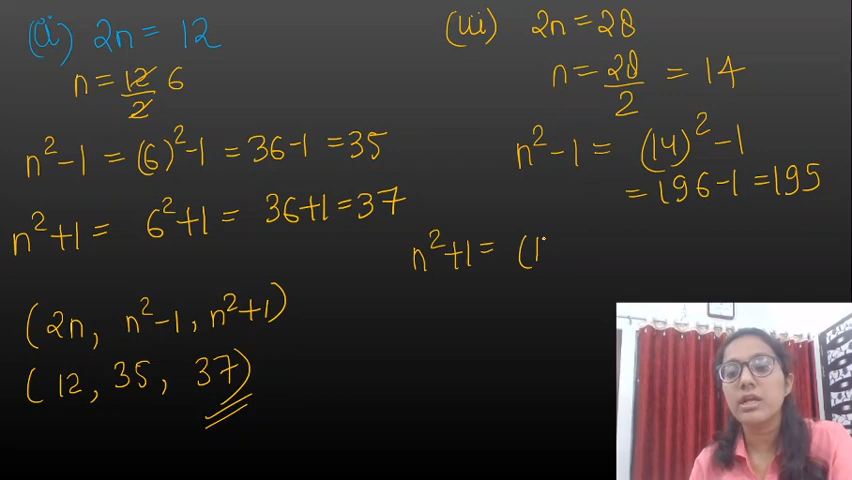 (i) 2n = 12
n = 12/2 6
n²-1 = (6)²-1 = 36-1 = 35
n²+1 = 6²+1 = 36+1 = 37
(2n, n²-1, n²+1)
(12, 35, 37)
(iii) 2n = 28
n = 28/2 = 14
n²-1 = (14)²-1
= 196-1 = 195
n²+1 = (1